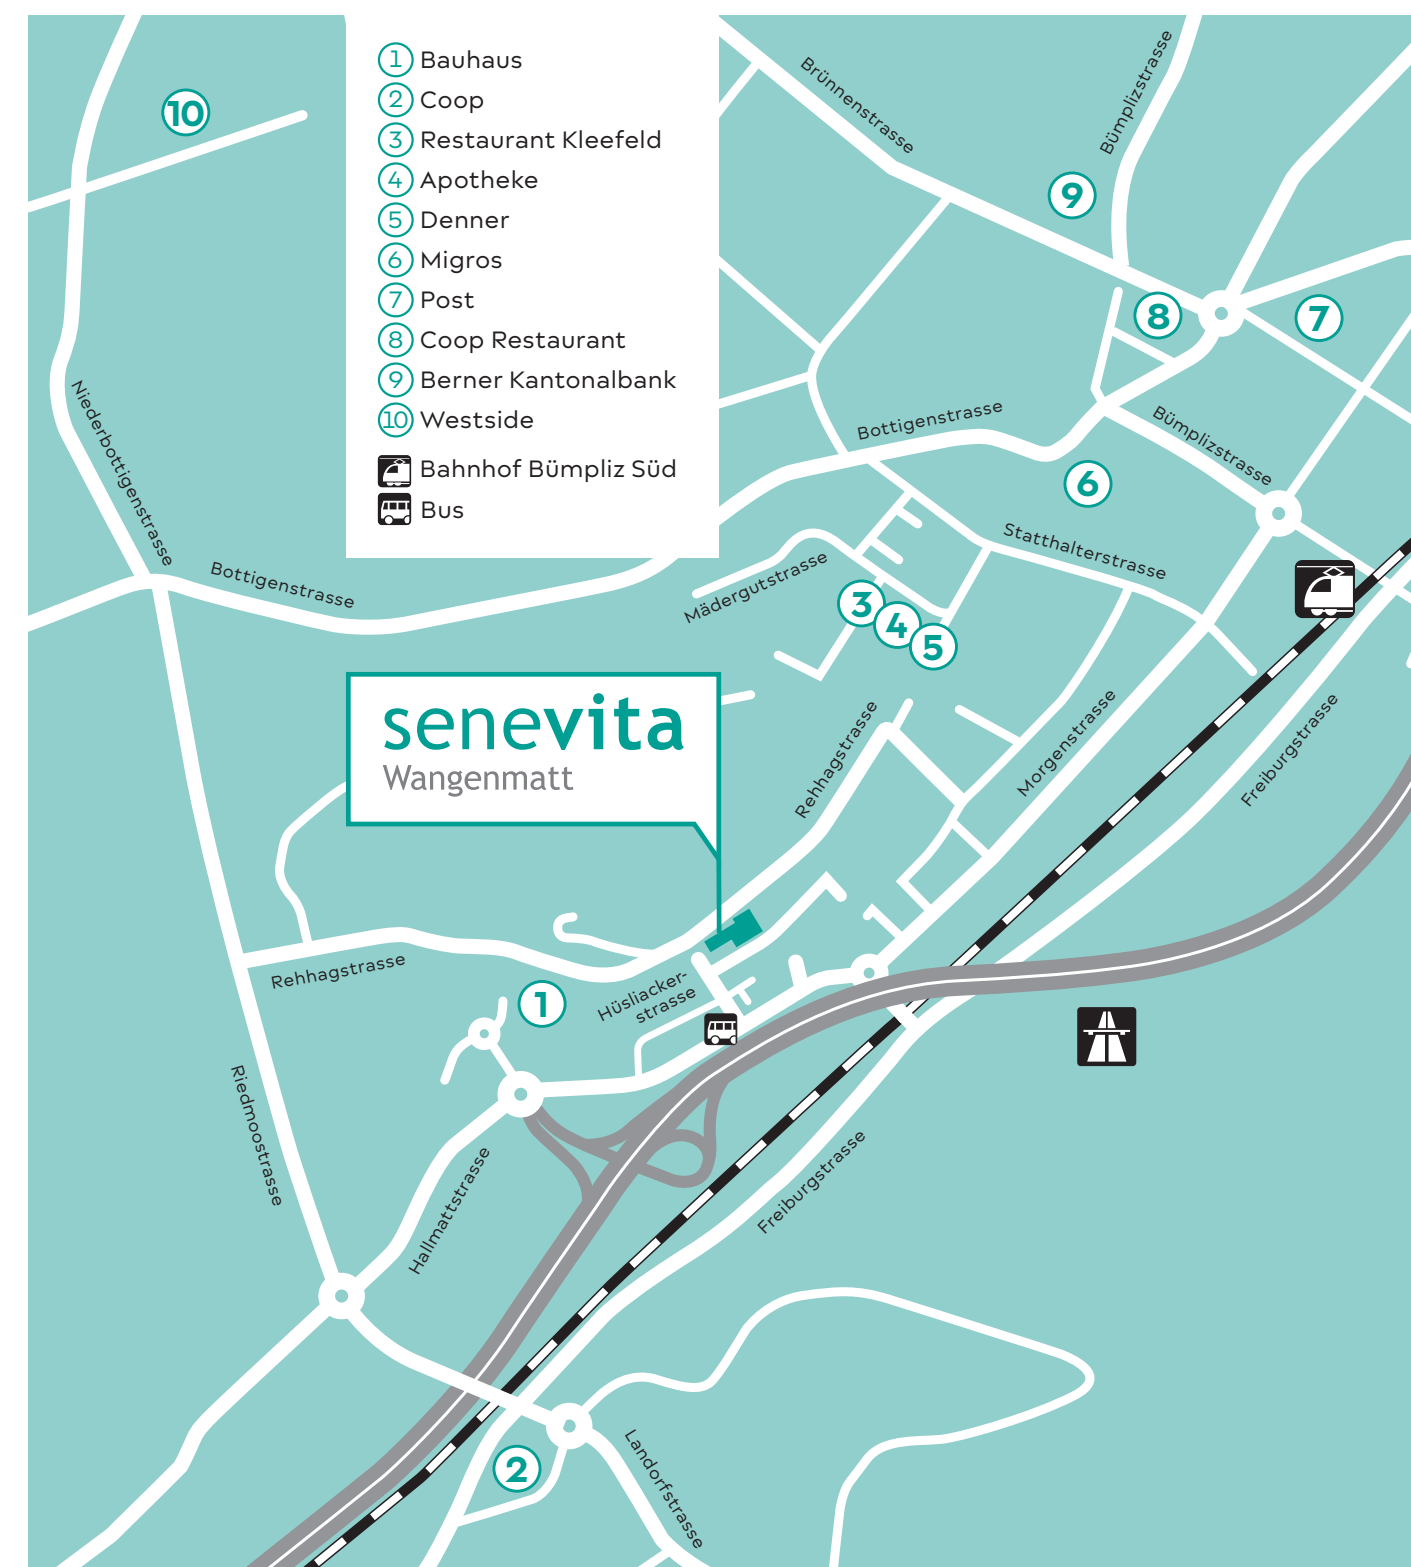 1 Bauhaus
2 Coop
3 Restaurant Kleefeld
4 Apotheke
5 Denner
6 Migros
7 Post
8 Coop Restaurant
9 Berner Kantonalbank
10 Westside
Bahnhof Bümpliz Süd
Bus
10
Brünnenstrasse
Bümplizstrasse
9
8
7
Niederbottigenstrasse
Bottigenstrasse
Bümplizstrasse
6
Statthalterstrasse
Bottigenstrasse
Mädergutstrasse
3
4
5
senevita
Wangenmatt
Rehhagstrasse
Morgenstrasse
Freiburgstrasse
Rehhagstrasse
1
Hüsliacker-
strasse
Riedmoostrasse
Hallmattstrasse
Freiburgstrasse
2
Landorfstrasse